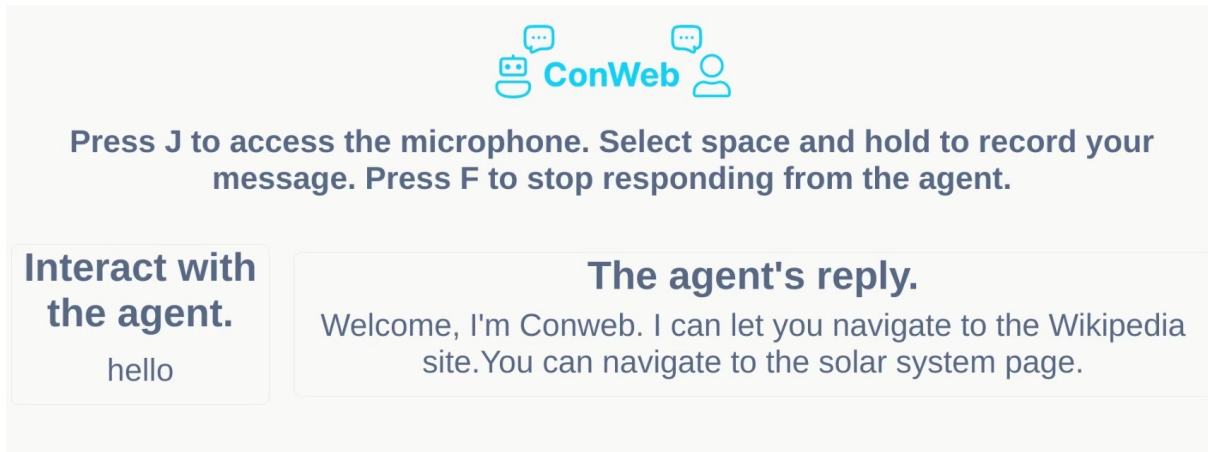 ConWeb
Press J to access the microphone. Select space and hold to record your
message. Press F to stop responding from the agent.
Interact with
the agent.
hello
The agent's reply.
Welcome, I'm Conweb. I can let you navigate to the Wikipedia
site.You can navigate to the solar system page.